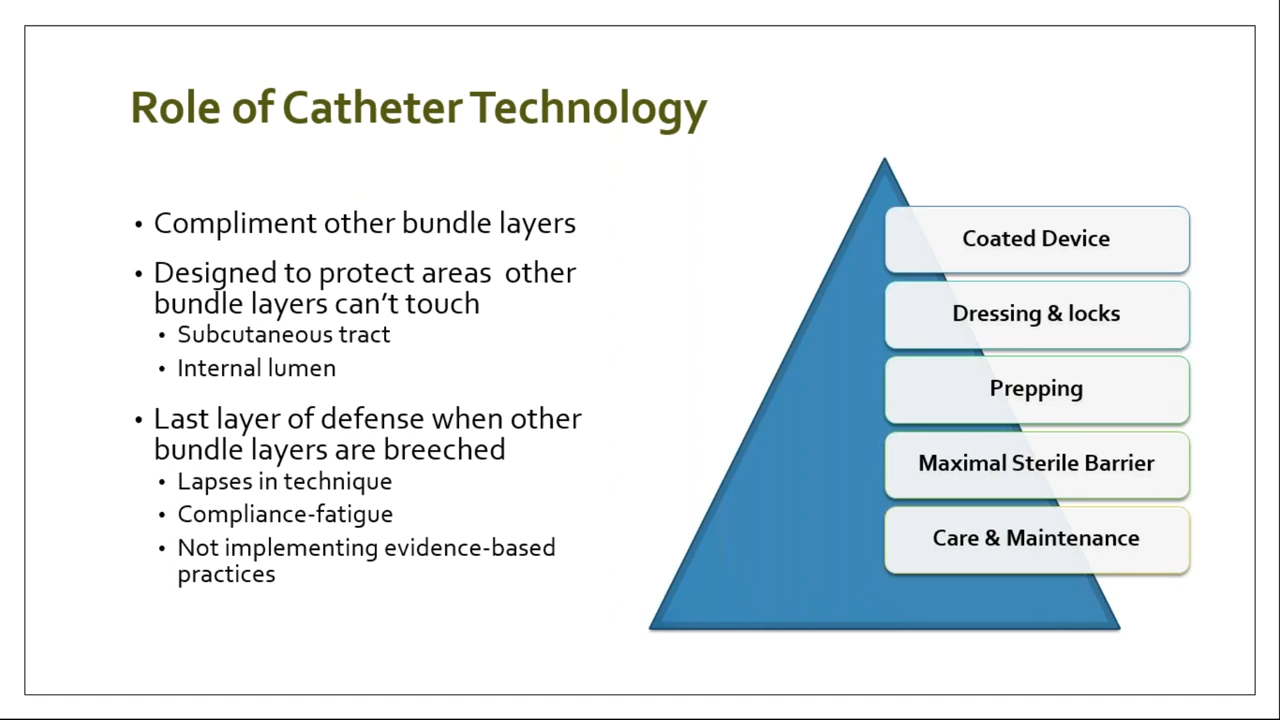 Role of Catheter Technology
• Compliment other bundle layers
• Designed to protect areas  other
bundle layers can't touch
• Subcutaneous tract
• Internal lumen
• Last layer of defense when other
bundle layers are breeched
• Lapses in technique
• Compliance-fatigue
• Not implementing evidence-based
practices
Coated Device
Dressing & locks
Prepping
Maximal Sterile Barrier
Care & Maintenance